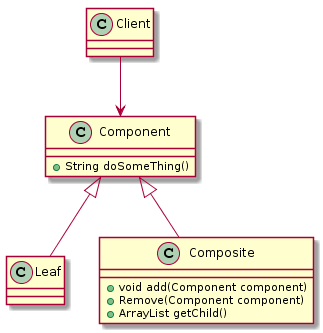 C Client
C Component
String doSomeThing()
C Leaf
C Composite
void add(Component component)
Remove(Component component)
ArrayList getChild()